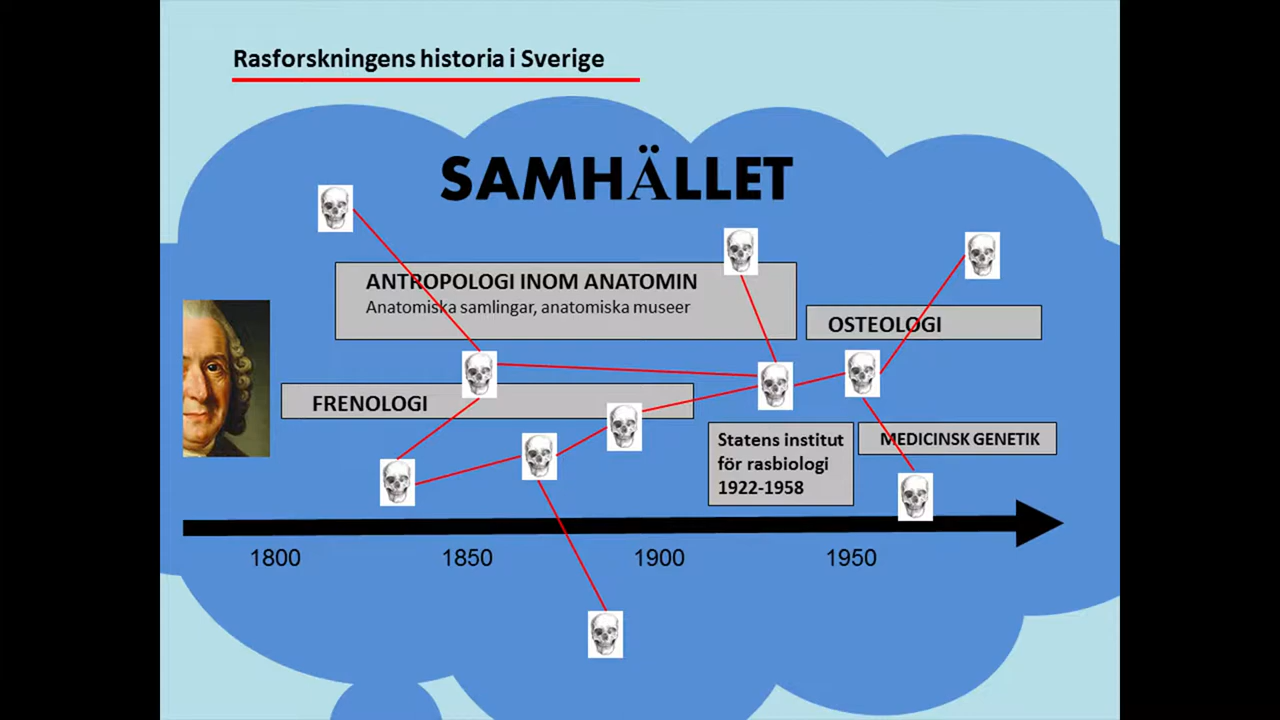 Rasforskningens historia i Sverige
SAMHÄLLET
ANTROPOLOGI INOM ANATOMIN
Anatomiska samlingar, anatomiska museer
OSTEOLOGI
FRENOLOGI
Statens institut
för rasbiologi
1922-1958
MEDICINSK GENETIK
1800
1850
1900
1950